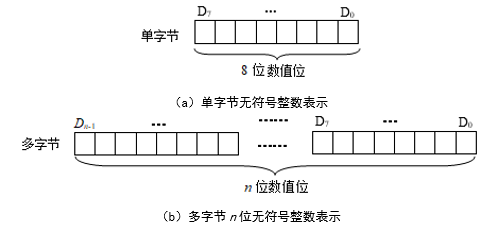 D7 ... D0
单字节
8 位数值位
（a）单字节无符号整数表示
Dn-1 ... ...... D7 ... D0
多字节 ......
n 位数值位
（b）多字节 n 位无符号整数表示